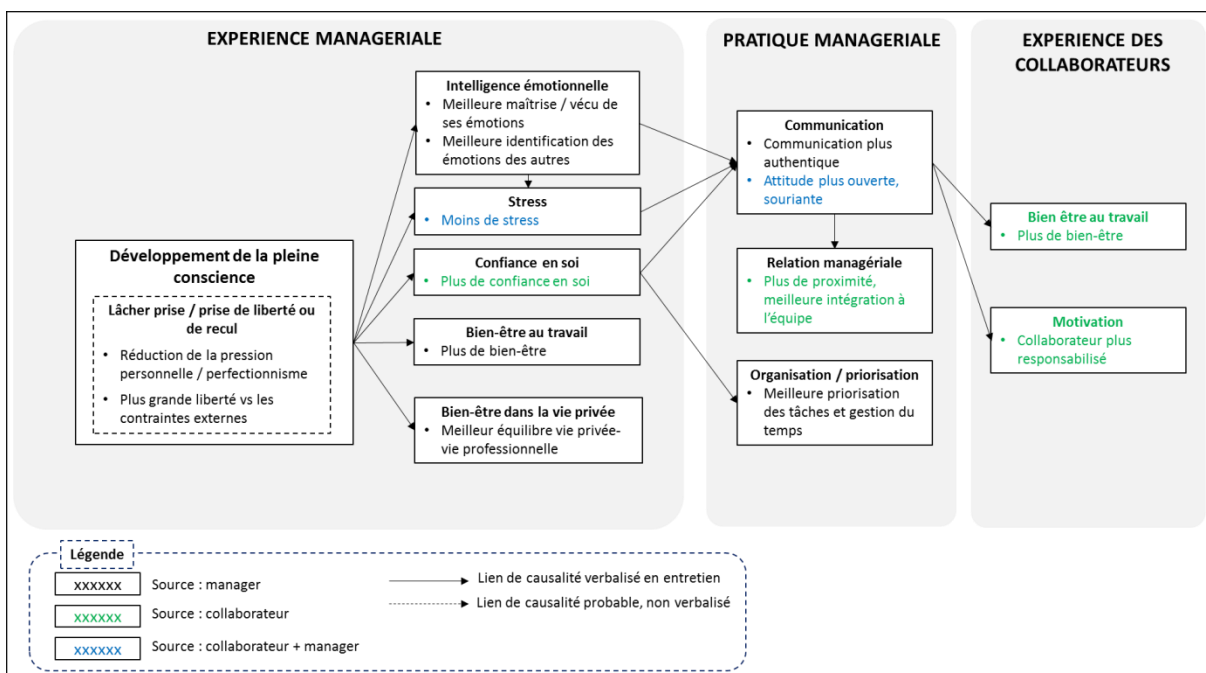 EXPERIENCE MANAGERIALE
Développement de la pleine
conscience
Lâcher prise / prise de liberté ou
de recul
• Réduction de la pression
personnelle / perfectionnisme
• Plus grande liberté vs les
contraintes externes
Intelligence émotionnelle
• Meilleure maîtrise / vécu de
ses émotions
• Meilleure identification des
émotions des autres
Stress
• Moins de stress
Confiance en soi
• Plus de confiance en soi
Bien-être au travail
• Plus de bien-être
Bien-être dans la vie privée
• Meilleur équilibre vie privée-
vie professionnelle
PRATIQUE MANAGERIALE
Communication
• Communication plus
authentique
• Attitude plus ouverte,
souriante
Relation managériale
• Plus de proximité,
meilleure intégration à
l'équipe
Organisation / priorisation
• Meilleure priorisation
des tâches et gestion du
temps
EXPERIENCE DES
COLLABORATEURS
Bien être au travail
• Plus de bien-être
Motivation
• Collaborateur plus
responsabilisé
Légende
xxxxxx Source : manager
xxxxxx Source : collaborateur
xxxxxx Source : collaborateur + manager
Lien de causalité verbalisé en entretien
Lien de causalité probable, non verbalisé